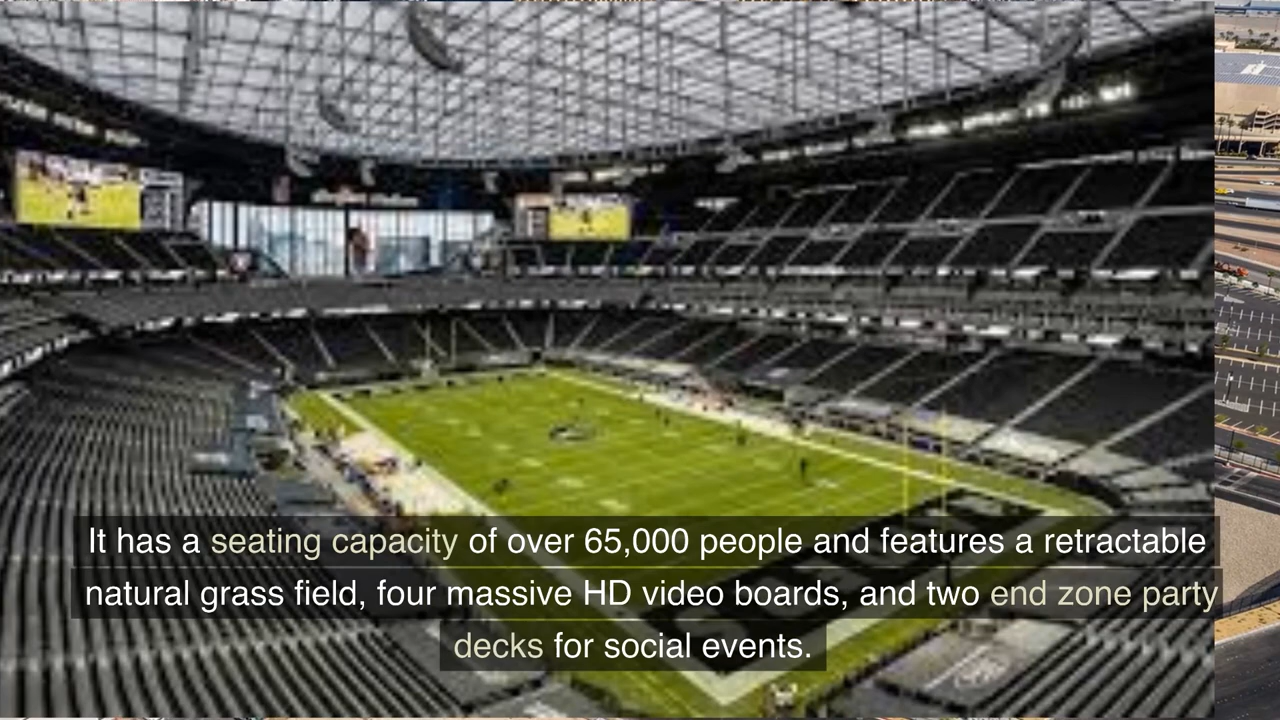 It has a seating capacity of over 65,000 people and features a retractable
natural grass field, four massive HD video boards, and two end zone party
decks for social events.